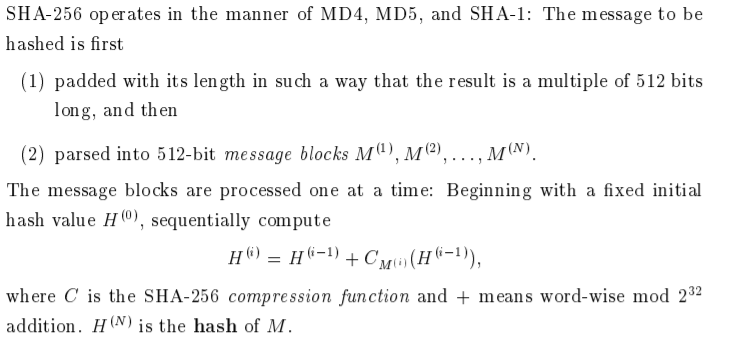 SHA-256 operates in the manner of MD4, MD5, and SHA-1: The message to be
hashed is first
(1) padded with its length in such a way that the result is a multiple of 512 bits
long, and then
(2) parsed into 512-bit message blocks M^(1), M^(2), ..., M^(N).
The message blocks are processed one at a time: Beginning with a fixed initial
hash value H^(0), sequentially compute
H^(i) = H^(i−1) + C_{M^(i)}(H^(i−1)),
where C is the SHA-256 compression function and + means word-wise mod 2^32
addition. H^(N) is the hash of M.